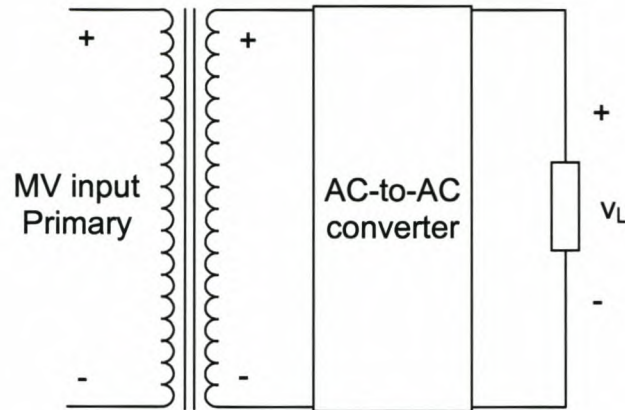 +
+
+
MV input
Primary
AC-to-AC
converter
vL
-
-
-